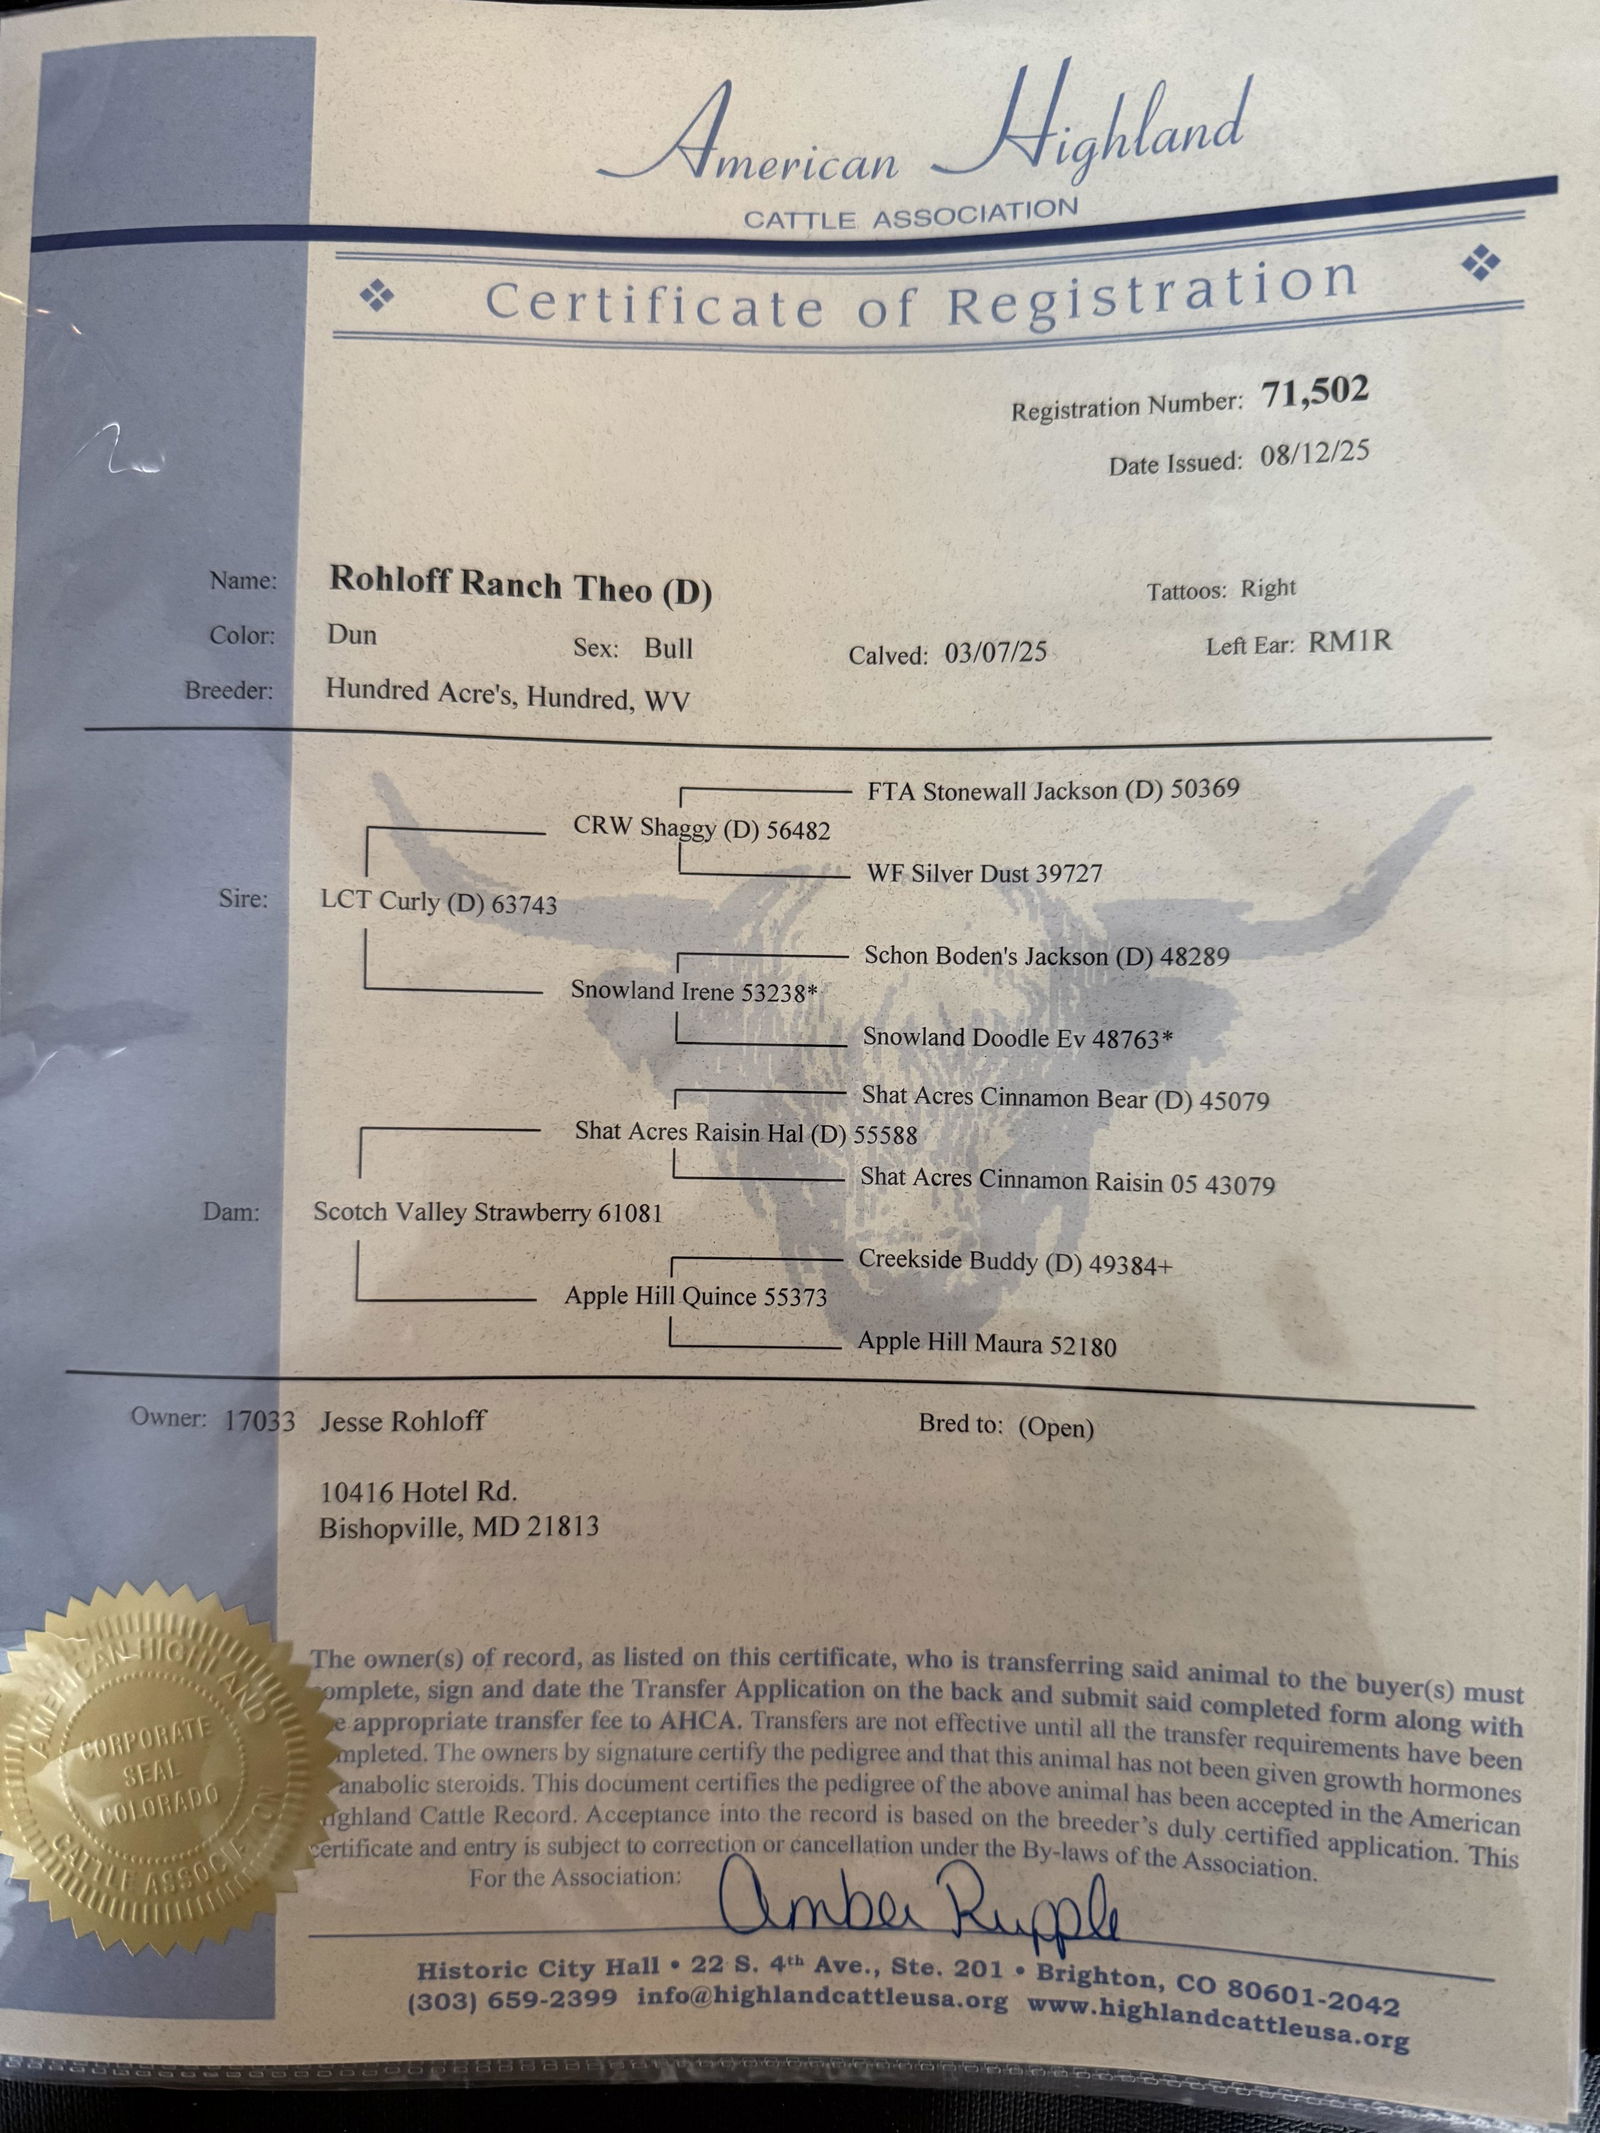 American Highland
CATTLE ASSOCIATION
Certificate of Registration
Registration Number: 71,502
Date Issued: 08/12/25
Name: Rohloff Ranch Theo (D) Tattoos: Right
Color: Dun Sex: Bull Calved: 03/07/25 Left Ear: RM1R
Breeder: Hundred Acre's, Hundred, WV
FTA Stonewall Jackson (D) 50369
CRW Shaggy (D) 56482
WF Silver Dust 39727
Sire: LCT Curly (D) 63743
Schon Boden's Jackson (D) 48289
Snowland Irene 53238*
Snowland Doodle Ev 48763*
Shat Acres Cinnamon Bear (D) 45079
Shat Acres Raisin Hal (D) 55588
Shat Acres Cinnamon Raisin 05 43079
Dam: Scotch Valley Strawberry 61081
Creekside Buddy (D) 49384+
Apple Hill Quince 55373
Apple Hill Maura 52180
Owner: 17033 Jesse Rohloff Bred to: (Open)
10416 Hotel Rd.
Bishopville, MD 21813
The owner(s) of record, as listed on this certificate, who is transferring said animal to the buyer(s) must
omplete, sign and date the Transfer Application on the back and submit said completed form along with
e appropriate transfer fee to AHCA. Transfers are not effective until all the transfer requirements have been
mpleted. The owners by signature certify the pedigree and that this animal has not been given growth hormones
anabolic steroids. This document certifies the pedigree of the above animal has been accepted in the American
ighland Cattle Record. Acceptance into the record is based on the breeder's duly certified application. This
certificate and entry is subject to correction or cancellation under the By-laws of the Association.
For the Association: Amber Rupple
AMERICAN HIGHLAND
CORPORATE
SEAL
COLORADO
CATTLE ASSOCIATION
Historic City Hall • 22 S. 4th Ave., Ste. 201 • Brighton, CO 80601-2042
(303) 659-2399 info@highlandcattleusa.org www.highlandcattleusa.org